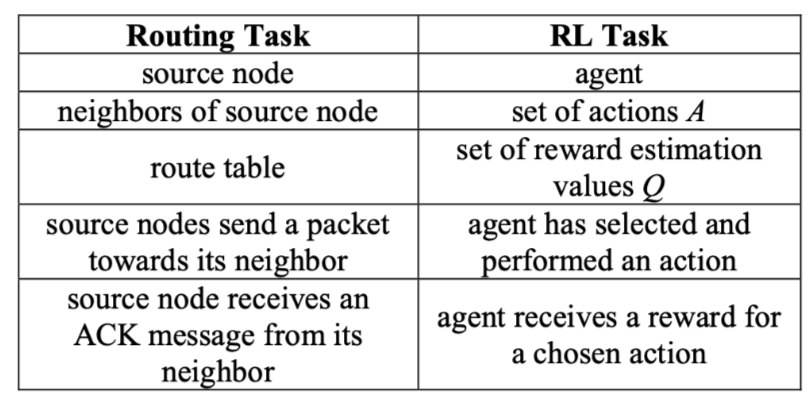 Routing Task
RL Task
source node
agent
neighbors of source node
set of actions A
route table
set of reward estimation
values Q
source nodes send a packet
towards its neighbor
agent has selected and
performed an action
source node receives an
ACK message from its
neighbor
agent receives a reward for
a chosen action